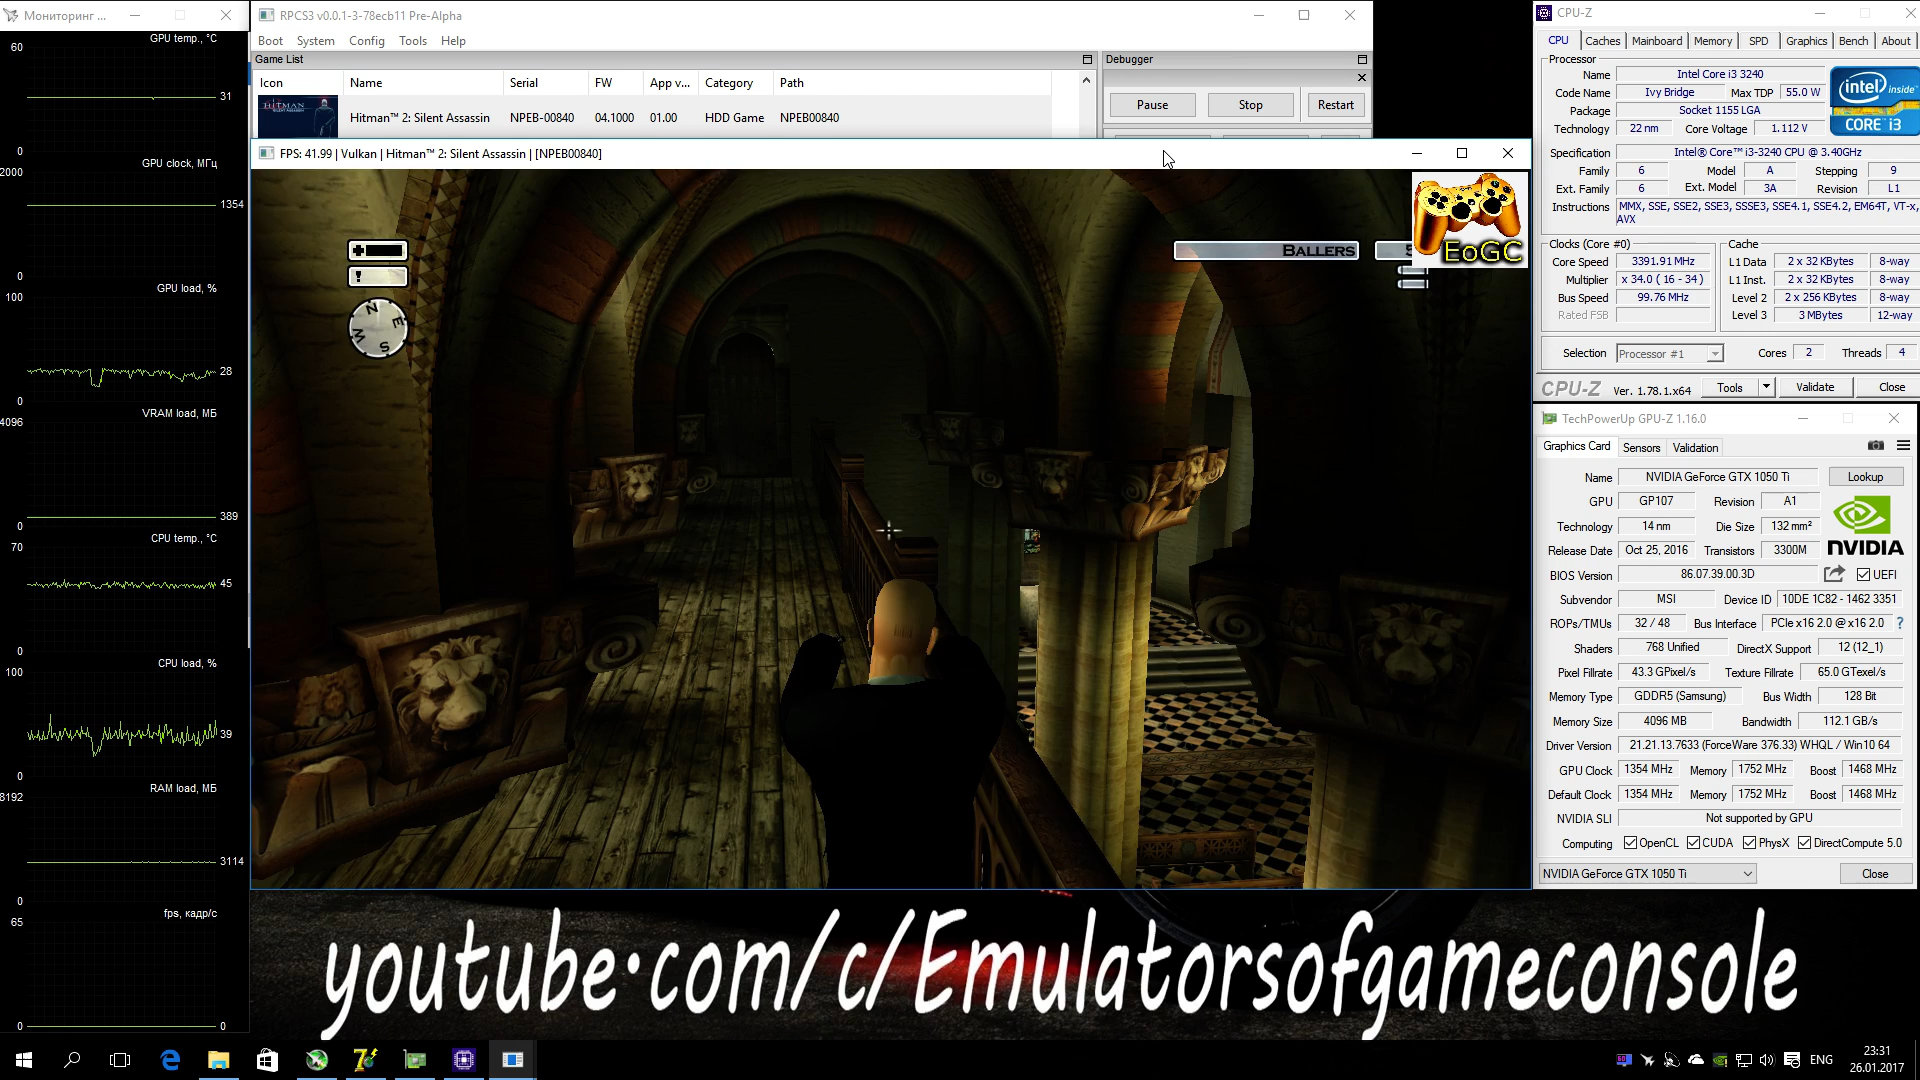 Мониторинг ...
GPU temp., °C
60
31
0
GPU clock, МГц
2000
1354
0
GPU load, %
100
28
0
VRAM load, МБ
4096
389
0
CPU temp., °C
70
45
0
CPU load, %
100
39
0
RAM load, МБ
8192
3114
0
fps, кадр/с
65
0
0
RPCS3 v0.0.1-3-78ecb11 Pre-Alpha
Boot System Config Tools Help
Game List
Icon Name Serial FW App v... Category Path
HITMAN
Hitman™ 2: Silent Assassin NPEB-00840 04.1000 01.00 HDD Game NPEB00840
Debugger
Pause Stop Restart
FPS: 41.99 | Vulkan | Hitman™ 2: Silent Assassin | [NPEB00840]
N
E
S
W
BALLERS
EoGC
youtube.com/c/Emulatorsofgameconsole
CPU-Z
CPU Caches Mainboard Memory SPD Graphics Bench About
Processor
Name Intel Core i3 3240
Code Name Ivy Bridge Max TDP 55.0 W
Package Socket 1155 LGA
Technology 22 nm Core Voltage 1.112 V
intel inside™
CORE i3
Specification Intel® Core™ i3-3240 CPU @ 3.40GHz
Family 6 Model A Stepping 9
Ext. Family 6 Ext. Model 3A Revision L1
Instructions MMX, SSE, SSE2, SSE3, SSSE3, SSE4.1, SSE4.2, EM64T, VT-x,
AVX
Clocks (Core #0)
Core Speed 3391.91 MHz
Multiplier x 34.0 ( 16 - 34 )
Bus Speed 99.76 MHz
Rated FSB
Cache
L1 Data 2 x 32 KBytes 8-way
L1 Inst. 2 x 32 KBytes 8-way
Level 2 2 x 256 KBytes 8-way
Level 3 3 MBytes 12-way
Selection Processor #1 Cores 2 Threads 4
CPU-Z Ver. 1.78.1.x64 Tools Validate Close
TechPowerUp GPU-Z 1.16.0
Graphics Card Sensors Validation
Name NVIDIA GeForce GTX 1050 Ti Lookup
GPU GP107 Revision A1
Technology 14 nm Die Size 132 mm²
Release Date Oct 25, 2016 Transistors 3300M
NVIDIA
BIOS Version 86.07.39.00.3D UEFI
Subvendor MSI Device ID 10DE 1C82 - 1462 3351
ROPs/TMUs 32 / 48 Bus Interface PCIe x16 2.0 @ x16 2.0 ?
Shaders 768 Unified DirectX Support 12 (12_1)
Pixel Fillrate 43.3 GPixel/s Texture Fillrate 65.0 GTexel/s
Memory Type GDDR5 (Samsung) Bus Width 128 Bit
Memory Size 4096 MB Bandwidth 112.1 GB/s
Driver Version 21.21.13.7633 (ForceWare 376.33) WHQL / Win10 64
GPU Clock 1354 MHz Memory 1752 MHz Boost 1468 MHz
Default Clock 1354 MHz Memory 1752 MHz Boost 1468 MHz
NVIDIA SLI Not supported by GPU
Computing OpenCL CUDA PhysX DirectCompute 5.0
NVIDIA GeForce GTX 1050 Ti Close
ENG
23:31
26.01.2017